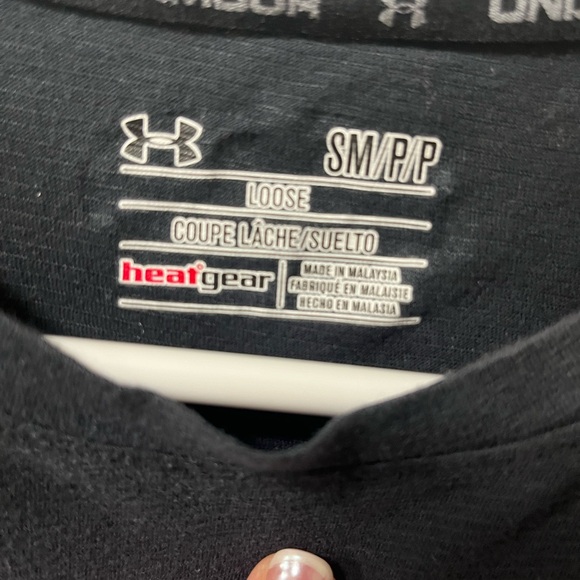 SM/P/P
LOOSE
COUPE LÂCHE/SUELTO
heatgear
MADE IN MALAYSIA
FABRIQUÉ EN MALAISIE
HECHO EN MALASIA